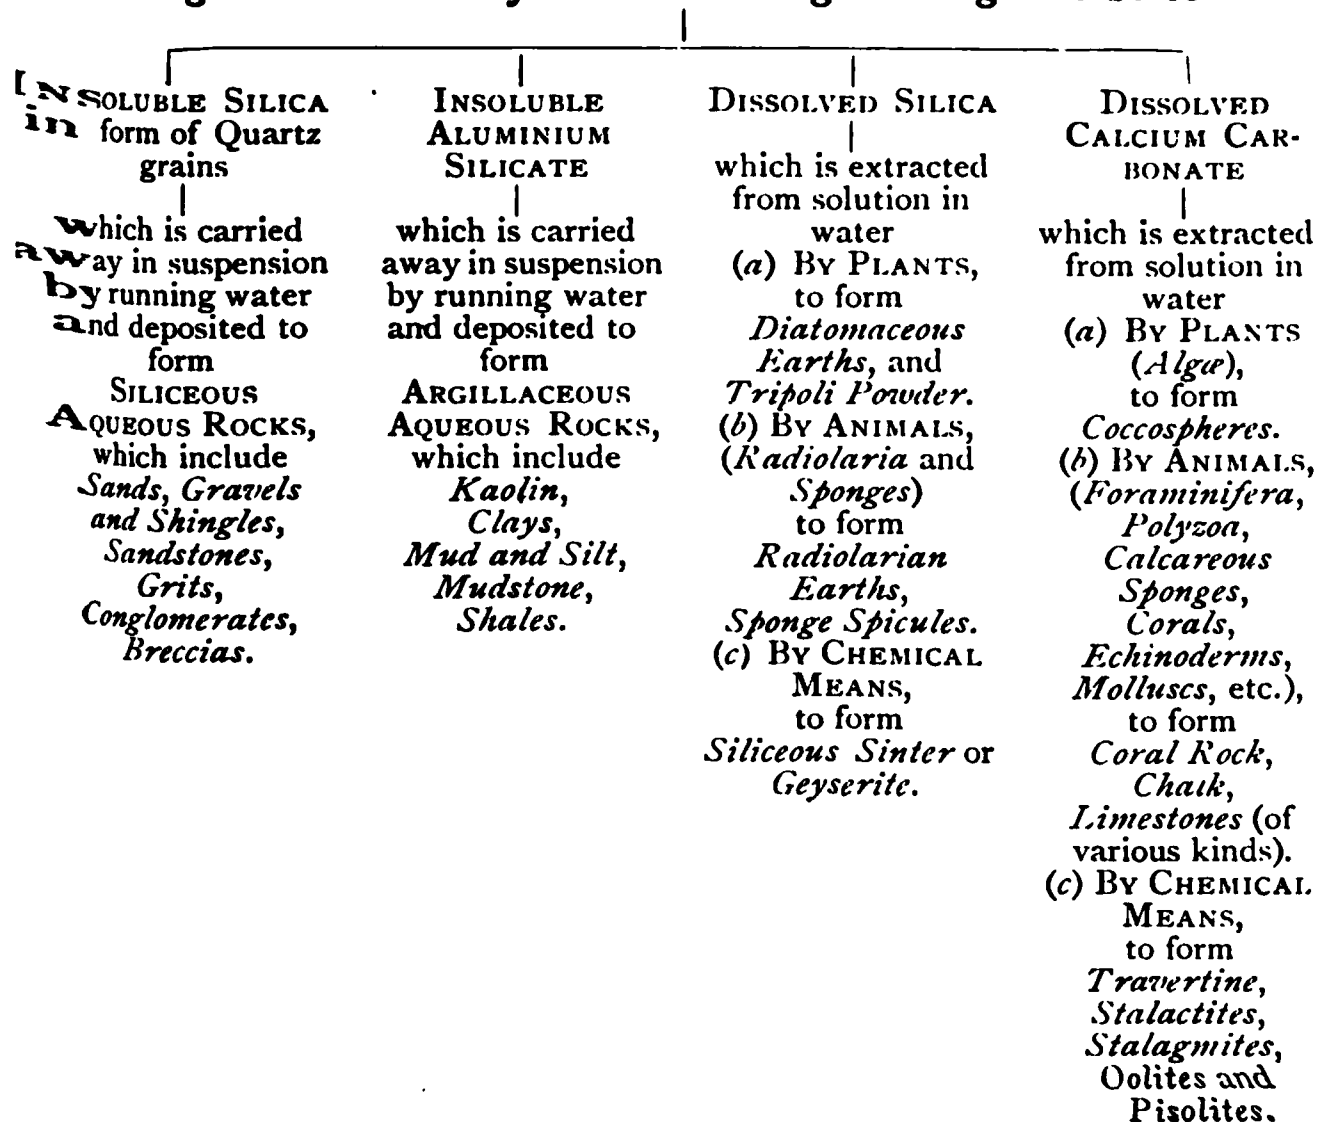 INSOLUBLE SILICA
in form of Quartz
grains
which is carried
away in suspension
by running water
and deposited to
form
SILICEOUS
AQUEOUS ROCKS,
which include
Sands, Gravels
and Shingles,
Sandstones,
Grits,
Conglomerates,
Breccias.
INSOLUBLE
ALUMINIUM
SILICATE
which is carried
away in suspension
by running water
and deposited to
form
ARGILLACEOUS
AQUEOUS ROCKS,
which include
Kaolin,
Clays,
Mud and Silt,
Mudstone,
Shales.
DISSOLVED SILICA
which is extracted
from solution in
water
(a) BY PLANTS,
to form
Diatomaceous
Earths, and
Tripoli Powder.
(b) BY ANIMALS,
(Radiolaria and
Sponges)
to form
Radiolarian
Earths,
Sponge Spicules.
(c) BY CHEMICAL
MEANS,
to form
Siliceous Sinter or
Geyserite.
DISSOLVED
CALCIUM CAR-
BONATE
which is extracted
from solution in
water
(a) BY PLANTS
(Algæ),
to form
Coccospheres.
(b) BY ANIMALS,
(Foraminifera,
Polyzoa,
Calcareous
Sponges,
Corals,
Echinoderms,
Molluscs, etc.),
to form
Coral Rock,
Chalk,
Limestones (of
various kinds).
(c) BY CHEMICAL
MEANS,
to form
Travertine,
Stalactites,
Stalagmites,
Oolites and
Pisolites.